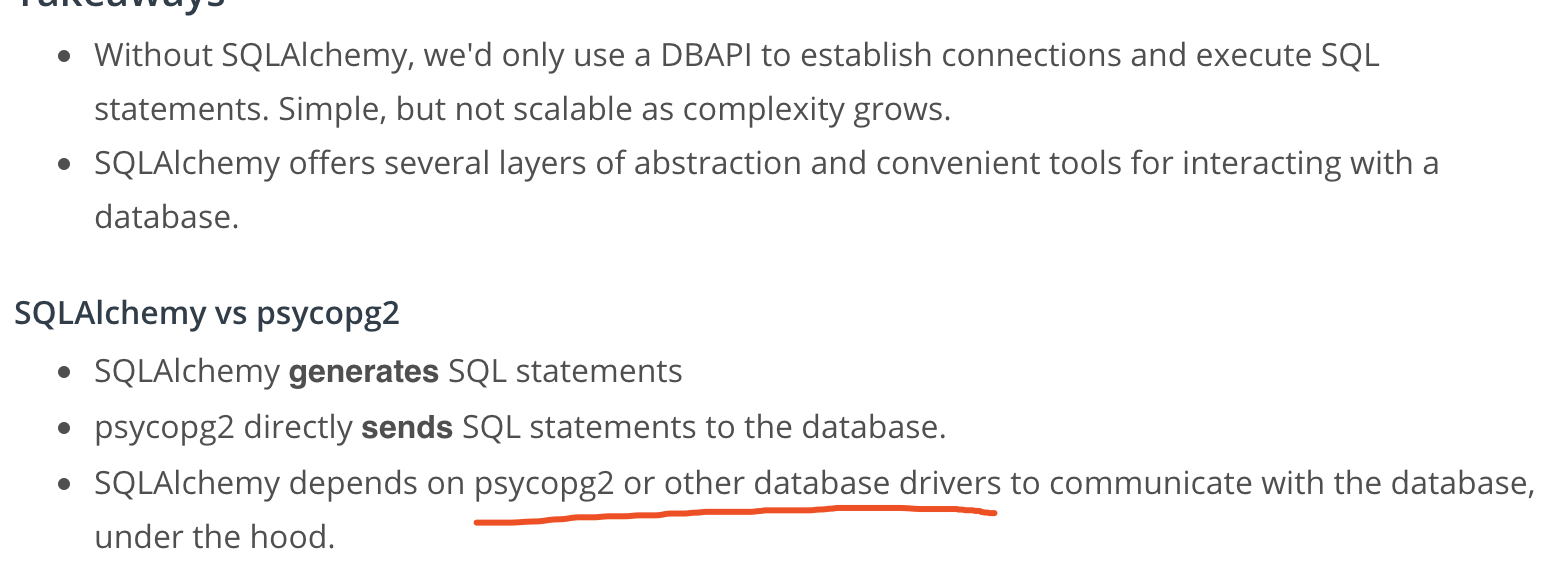 Takeaways
Without SQLAlchemy, we'd only use a DBAPI to establish connections and execute SQL
statements. Simple, but not scalable as complexity grows.
SQLAlchemy offers several layers of abstraction and convenient tools for interacting with a
database.
SQLAlchemy vs psycopg2
SQLAlchemy generates SQL statements
psycopg2 directly sends SQL statements to the database.
SQLAlchemy depends on psycopg2 or other database drivers to communicate with the database,
under the hood.